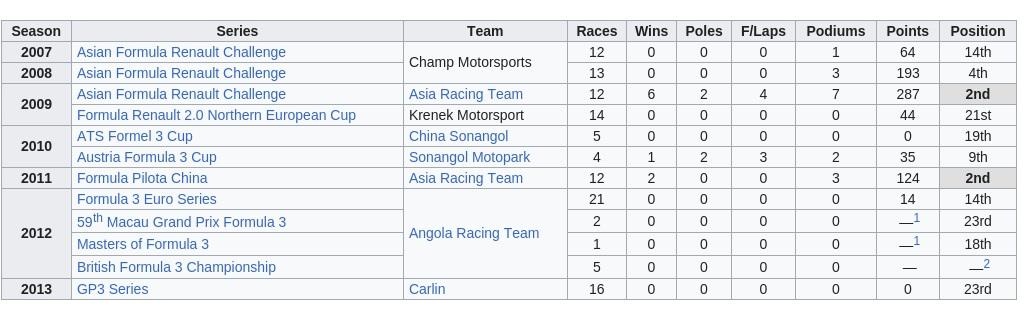 Season Series Team Races Wins Poles F/Laps Podiums Points Position
2007 Asian Formula Renault Challenge Champ Motorsports 12 0 0 0 1 64 14th
2008 Asian Formula Renault Challenge 13 0 0 0 3 193 4th
2009 Asian Formula Renault Challenge Asia Racing Team 12 6 2 4 7 287 2nd
Formula Renault 2.0 Northern European Cup Krenek Motorsport 14 0 0 0 0 44 21st
2010 ATS Formel 3 Cup China Sonangol 5 0 0 0 0 0 19th
Austria Formula 3 Cup Sonangol Motopark 4 1 2 3 2 35 9th
2011 Formula Pilota China Asia Racing Team 12 2 0 0 3 124 2nd
2012 Formula 3 Euro Series Angola Racing Team 21 0 0 0 0 14 14th
59th Macau Grand Prix Formula 3 2 0 0 0 0 —1 23rd
Masters of Formula 3 1 0 0 0 0 —1 18th
British Formula 3 Championship 5 0 0 0 0 — —2
2013 GP3 Series Carlin 16 0 0 0 0 0 23rd